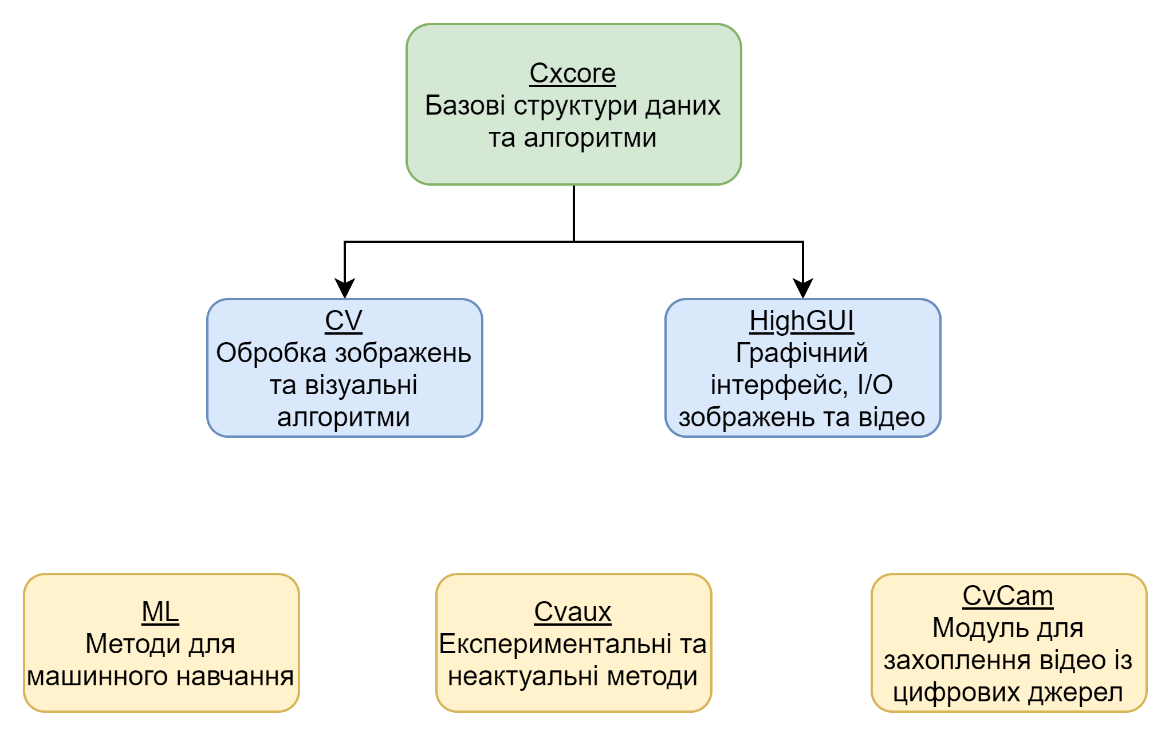 Cxcore
Базові структури даних
та алгоритми
CV
Обробка зображень
та візуальні
алгоритми
HighGUI
Графічний
інтерфейс, I/O
зображень та відео
ML
Методи для
машинного навчання
Cvaux
Експериментальні та
неактуальні методи
CvCam
Модуль для
захоплення відео із
цифрових джерел